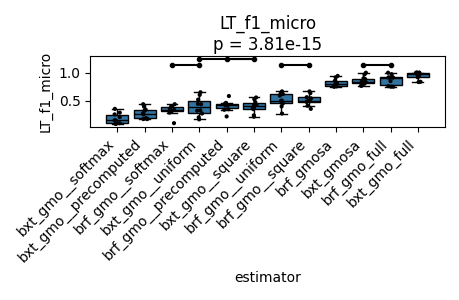 LT_f1_micro
p = 3.81e-15
LT_f1_micro
1.0
0.5
bxt_gmo__softmax
bxt_gmo__precomputed
brf_gmo__softmax
bxt_gmo__uniform
brf_gmo__precomputed
bxt_gmo__square
brf_gmo__uniform
brf_gmo__square
brf_gmosa
bxt_gmosa
brf_gmo_full
bxt_gmo_full
estimator